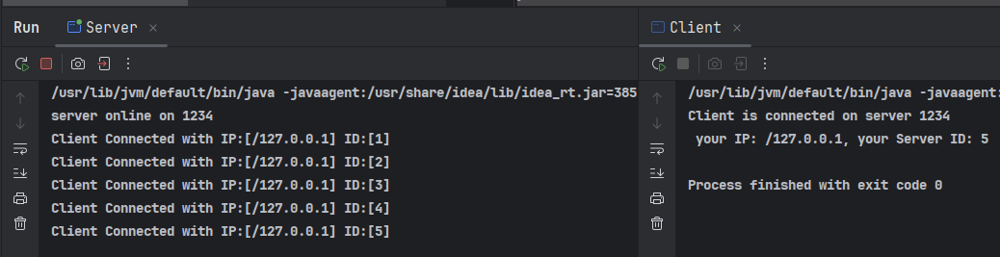 Run Server × Client ×
/usr/lib/jvm/default/bin/java -javaagent:/usr/share/idea/lib/idea_rt.jar=385
server online on 1234
Client Connected with IP:[/127.0.0.1] ID:[1]
Client Connected with IP:[/127.0.0.1] ID:[2]
Client Connected with IP:[/127.0.0.1] ID:[3]
Client Connected with IP:[/127.0.0.1] ID:[4]
Client Connected with IP:[/127.0.0.1] ID:[5]
/usr/lib/jvm/default/bin/java -javaagent:
Client is connected on server 1234
your IP: /127.0.0.1, your Server ID: 5
Process finished with exit code 0